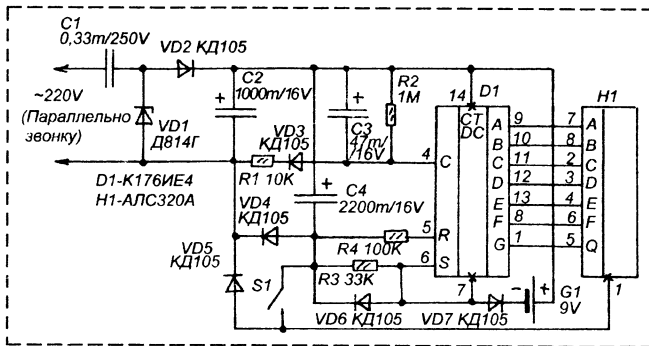 C1
0,33m/250V
VD2 КД105
~220V
(Параллельно
звонку)
VD1
Д814Г
C2
1000m/16V
VD3
КД105
C3
47m/
/16V
R2
1M
R1 10K
D1-К176ИЕ4
H1-АЛС320А
VD4
КД105
C4
2200m/16V
VD5
КД105
S1
R4 100K
R3 33K
VD6 КД105
VD7 КД105
G1
9V
- +
14
D1
CT
DC
4 C
5 R
6 S
7
A 9
B 10
C 11
D 12
E 13
F 8
G 1
H1
7 A
8 B
2 C
3 D
4 E
6 F
5 Q
1
+
+
+